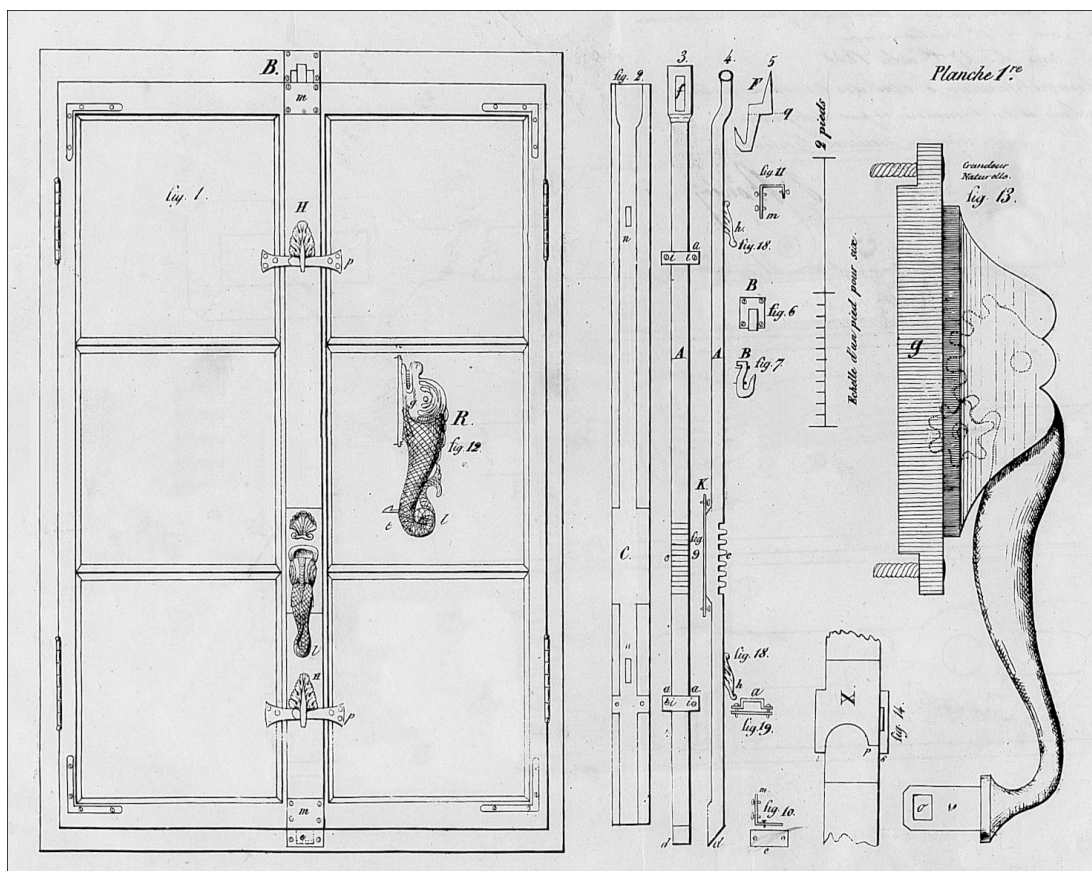 Planche 1.re
B.
m
fig. 1.
H
p
R.
fig. 12.
t
l
l
H
p
m
fig. 2.
n
C.
3.
f
a
i
i
A
c
a
a
i
i
d
4.
A
K.
fig. 9
e
d
5
F
q
fig. 11
m
h.
fig. 18.
B
fig. 6
B
fig. 7.
fig. 18.
h
a
fig. 19.
m.
fig. 10.
c
2 pieds
Echelle d'un pied pour six.
Grandeur
Naturelle.
fig. 13.
g
X.
P
fig. 14.
o
v